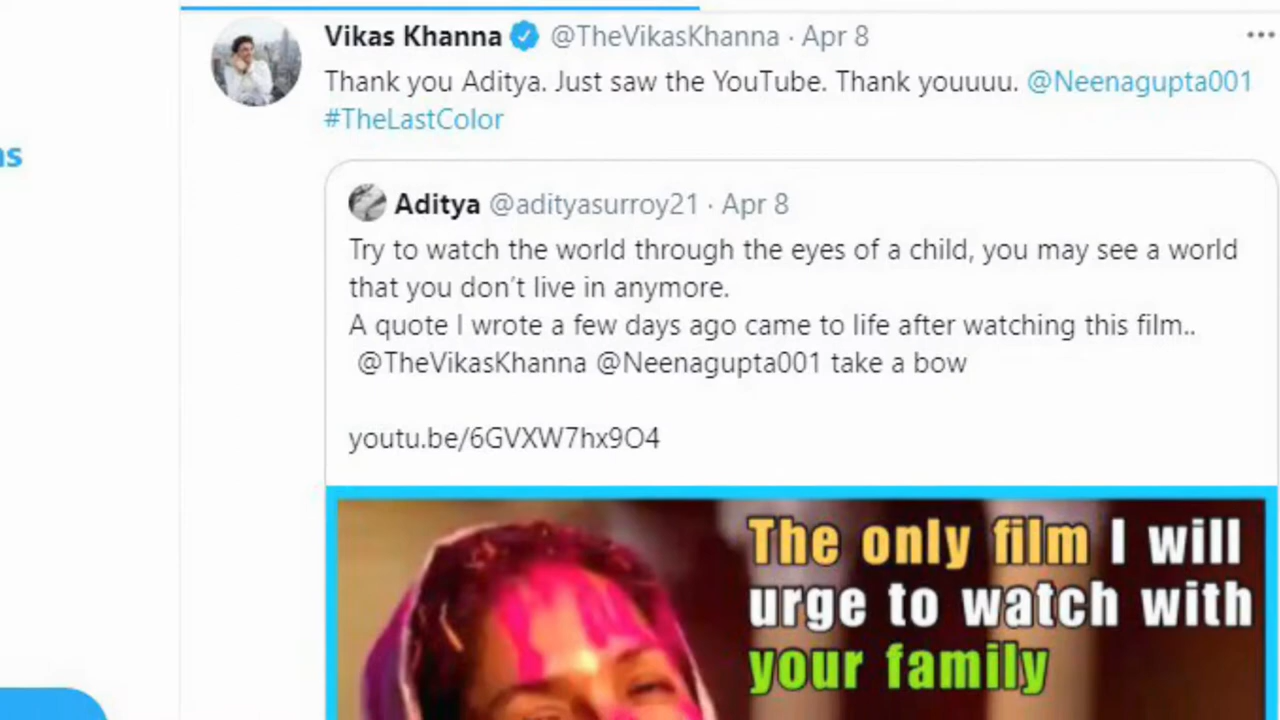 Vikas Khanna @TheVikasKhanna · Apr 8
Thank you Aditya. Just saw the YouTube. Thank youuuu. @Neenagupta001
#TheLastColor
Aditya @adityasurroy21 · Apr 8
Try to watch the world through the eyes of a child, you may see a world
that you don't live in anymore.
A quote I wrote a few days ago came to life after watching this film..
@TheVikasKhanna @Neenagupta001 take a bow
youtu.be/6GVXW7hx9O4
The only film I will
urge to watch with
your family